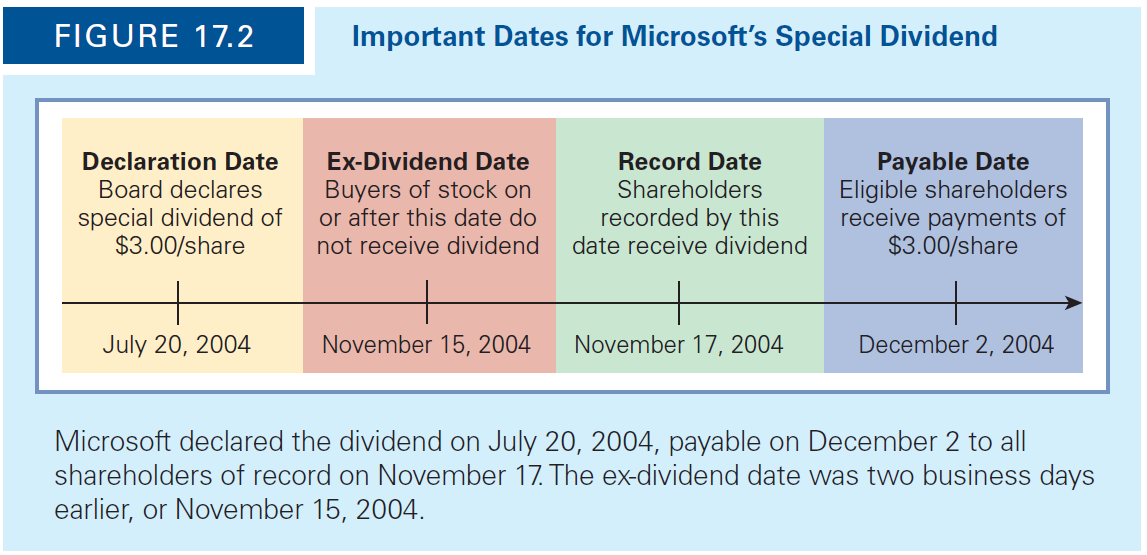 FIGURE 17.2
Important Dates for Microsoft’s Special Dividend
Declaration Date
Board declares
special dividend of
$3.00/share
July 20, 2004
Ex-Dividend Date
Buyers of stock on
or after this date do
not receive dividend
November 15, 2004
Record Date
Shareholders
recorded by this
date receive dividend
November 17, 2004
Payable Date
Eligible shareholders
receive payments of
$3.00/share
December 2, 2004
Microsoft declared the dividend on July 20, 2004, payable on December 2 to all
shareholders of record on November 17. The ex-dividend date was two business days
earlier, or November 15, 2004.